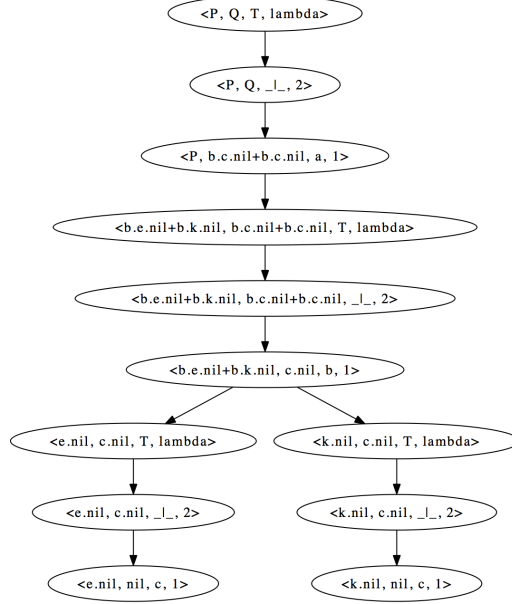 <P, Q, T, lambda>
<P, Q, _|_, 2>
<P, b.c.nil+b.c.nil, a, 1>
<b.e.nil+b.k.nil, b.c.nil+b.c.nil, T, lambda>
<b.e.nil+b.k.nil, b.c.nil+b.c.nil, _|_, 2>
<b.e.nil+b.k.nil, c.nil, b, 1>
<e.nil, c.nil, T, lambda>
<k.nil, c.nil, T, lambda>
<e.nil, c.nil, _|_, 2>
<k.nil, c.nil, _|_, 2>
<e.nil, nil, c, 1>
<k.nil, nil, c, 1>